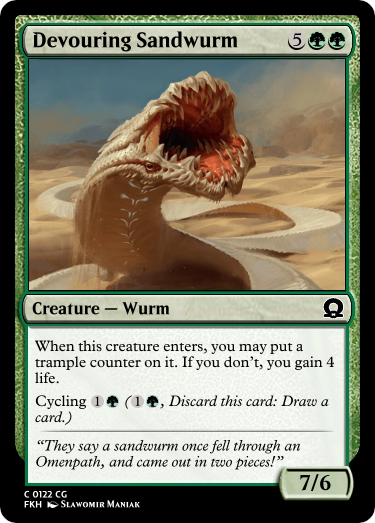 Devouring Sandwurm 5
Creature — Wurm
When this creature enters, you may put a
trample counter on it. If you don't, you gain 4
life.
Cycling 1 (1, Discard this card: Draw a
card.)
“They say a sandwurm once fell through an
Omenpath, and came out in two pieces!”
7/6
C 0122 CG
FKH Slawomir Maniak